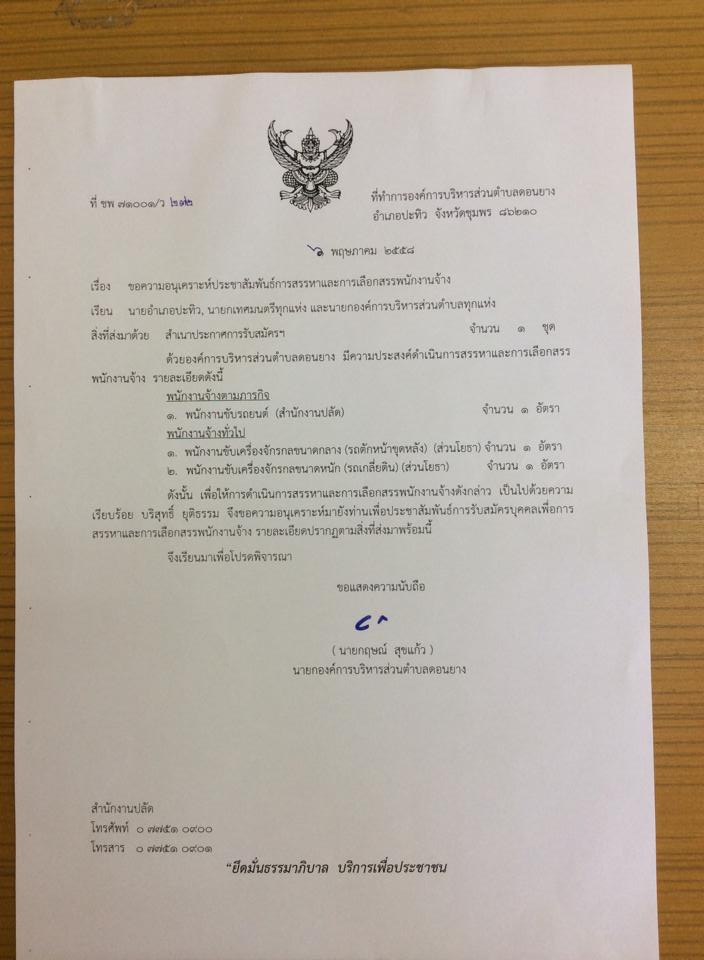 ที่ ชพ ๗๑๐๐๑/ว ๒๗๒
ที่ทำการองค์การบริหารส่วนตำบลดอนยาง
อำเภอปะทิว จังหวัดชุมพร ๘๖๒๑๐
๖ พฤษภาคม ๒๕๕๘
เรื่อง ขอความอนุเคราะห์ประชาสัมพันธ์การสรรหาและการเลือกสรรพนักงานจ้าง
เรียน นายอำเภอปะทิว, นายกเทศมนตรีทุกแห่ง และนายกองค์การบริหารส่วนตำบลทุกแห่ง
สิ่งที่ส่งมาด้วย สำเนาประกาศการรับสมัครฯ จำนวน ๑ ชุด
ด้วยองค์การบริหารส่วนตำบลดอนยาง มีความประสงค์ดำเนินการสรรหาและการเลือกสรร
พนักงานจ้าง รายละเอียดดังนี้
พนักงานจ้างตามภารกิจ
๑. พนักงานขับรถยนต์ (สำนักงานปลัด) จำนวน ๑ อัตรา
พนักงานจ้างทั่วไป
๑. พนักงานขับเครื่องจักรกลขนาดกลาง (รถตักหน้าขุดหลัง) (ส่วนโยธา) จำนวน ๑ อัตรา
๒. พนักงานขับเครื่องจักรกลขนาดหนัก (รถเกลี่ยดิน) (ส่วนโยธา) จำนวน ๑ อัตรา
ดังนั้น เพื่อให้การดำเนินการสรรหาและการเลือกสรรพนักงานจ้างดังกล่าว เป็นไปด้วยความ
เรียบร้อย บริสุทธิ์ ยุติธรรม จึงขอความอนุเคราะห์มายังท่านเพื่อประชาสัมพันธ์การรับสมัครบุคคลเพื่อการ
สรรหาและการเลือกสรรพนักงานจ้าง รายละเอียดปรากฏตามสิ่งที่ส่งมาพร้อมนี้
จึงเรียนมาเพื่อโปรดพิจารณา
ขอแสดงความนับถือ
( นายกฤษณ์ สุขแก้ว )
นายกองค์การบริหารส่วนตำบลดอนยาง
สำนักงานปลัด
โทรศัพท์ ๐ ๗๗๕๑ ๐๙๐๐
โทรสาร ๐ ๗๗๕๑ ๐๙๐๑
“ยึดมั่นธรรมาภิบาล บริการเพื่อประชาชน